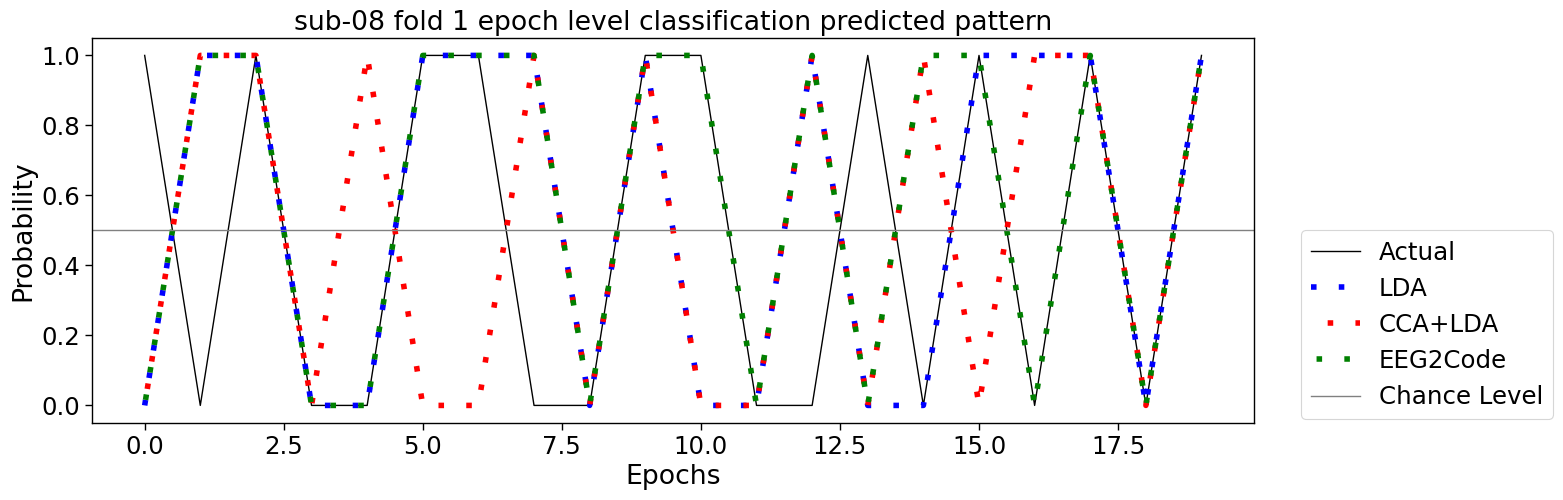 sub-08 fold 1 epoch level classification predicted pattern
Probability
1.0
0.8
0.6
0.4
0.2
0.0
0.0 2.5 5.0 7.5 10.0 12.5 15.0 17.5
Epochs
Actual
LDA
CCA+LDA
EEG2Code
Chance Level